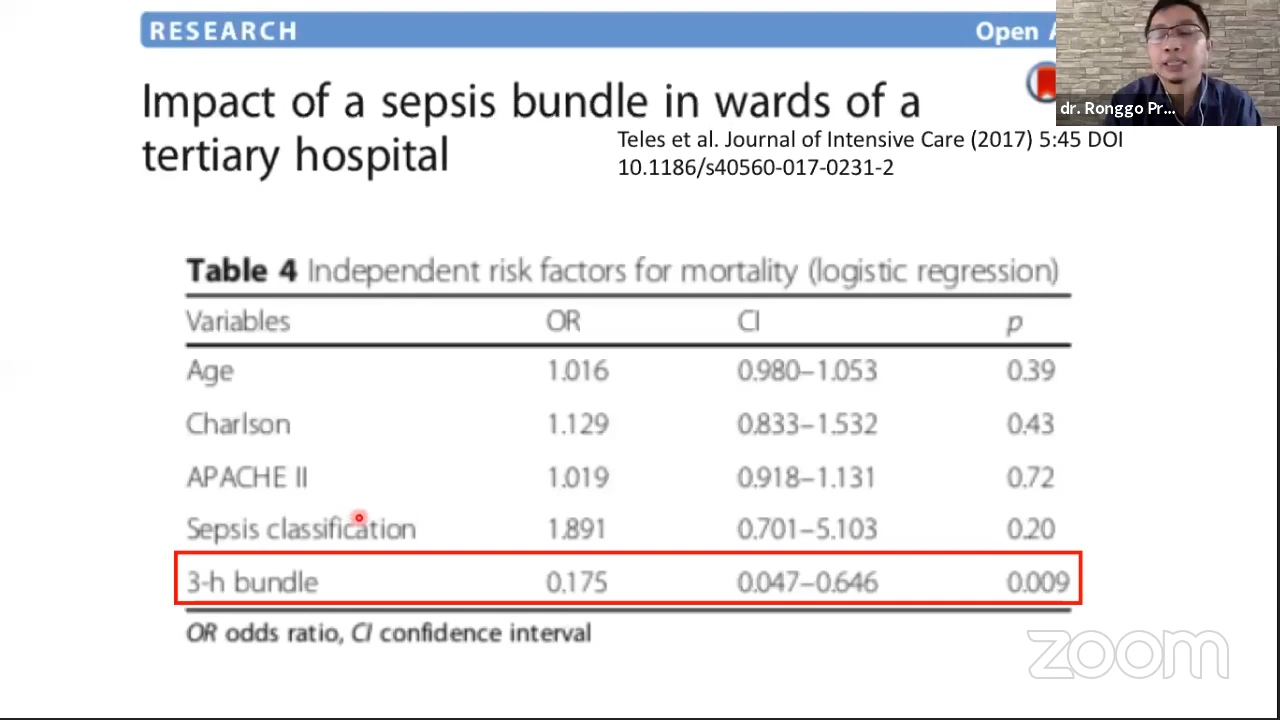 RESEARCH Open A
Impact of a sepsis bundle in wards of a
tertiary hospital
Teles et al. Journal of Intensive Care (2017) 5:45 DOI
10.1186/s40560-017-0231-2
dr. Ronggo Pr...
Table 4 Independent risk factors for mortality (logistic regression)
Variables OR CI p
Age 1.016 0.980–1.053 0.39
Charlson 1.129 0.833–1.532 0.43
APACHE II 1.019 0.918–1.131 0.72
Sepsis classification 1.891 0.701–5.103 0.20
3-h bundle 0.175 0.047–0.646 0.009
OR odds ratio, CI confidence interval
zoom